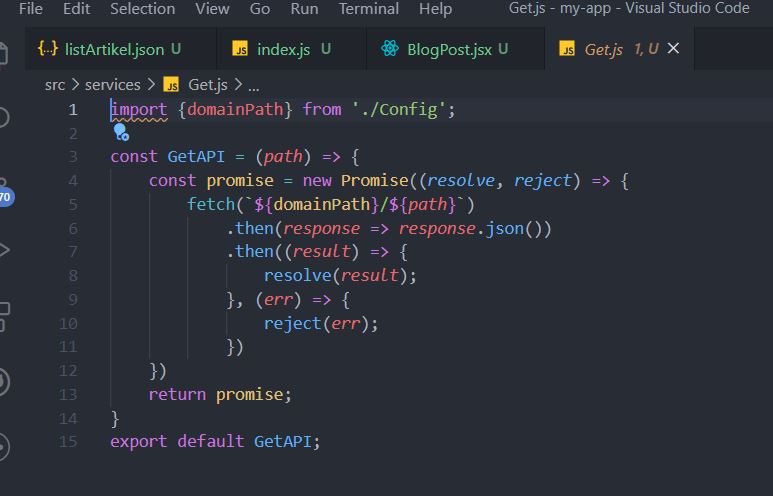 File Edit Selection View Go Run Terminal Help Get.js - my-app - Visual Studio Code
{..} listArtikel.json U JS index.js U BlogPost.jsx U JS Get.js 1, U ×
src > services > JS Get.js > ...
1 import {domainPath} from './Config';
2
3 const GetAPI = (path) => {
4 const promise = new Promise((resolve, reject) => {
5 fetch(`${domainPath}/${path}`)
6 .then(response => response.json())
7 .then((result) => {
8 resolve(result);
9 }, (err) => {
10 reject(err);
11 })
12 })
13 return promise;
14 }
15 export default GetAPI;
70